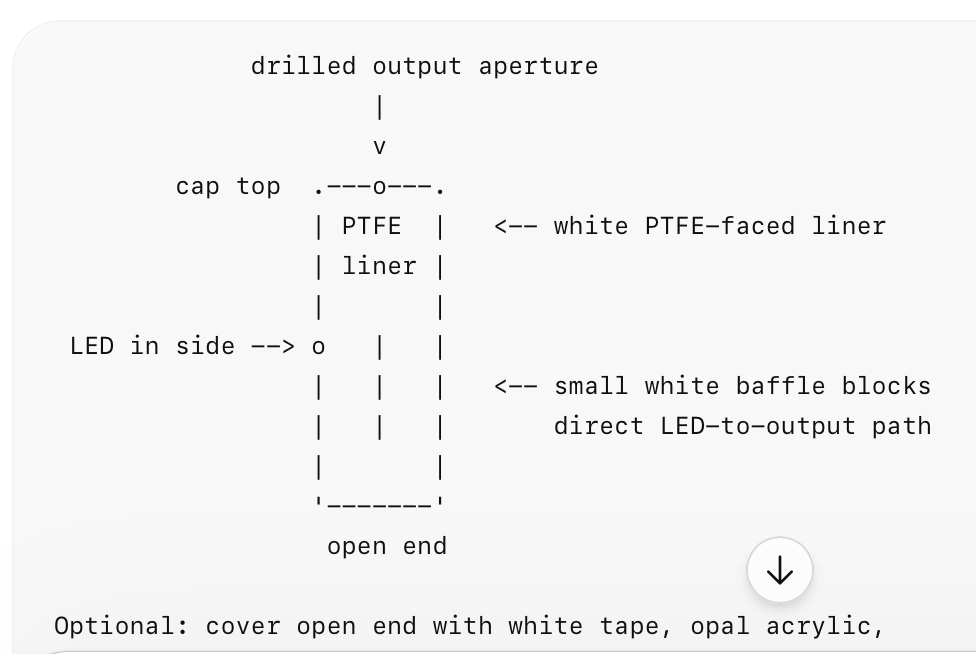 drilled output aperture
|
v
cap top .---o---.
| PTFE | <-- white PTFE-faced liner
| liner |
| |
LED in side --> o | |
| | | <-- small white baffle blocks
| | | direct LED-to-output path
| |
'-------'
open end
Optional: cover open end with white tape, opal acrylic,